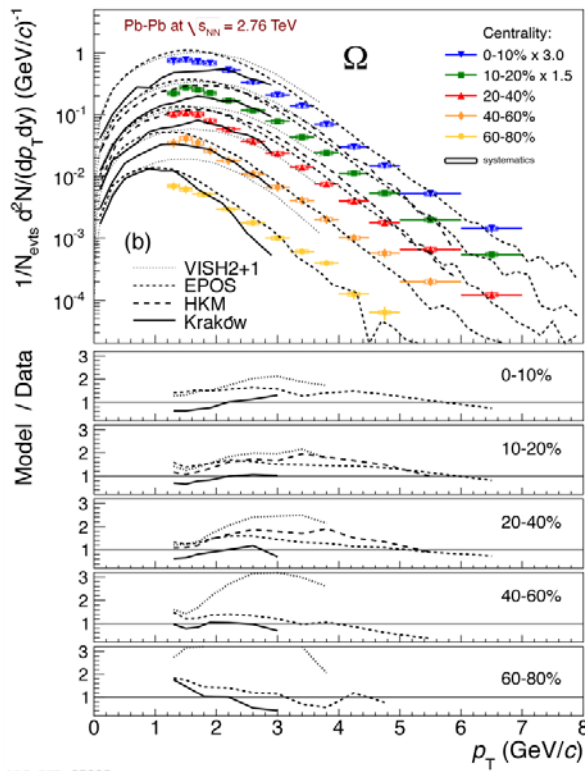 Pb-Pb at √sNN = 2.76 TeV
Ω
Centrality:
0-10% x 3.0
10-20% x 1.5
20-40%
40-60%
60-80%
systematics
1/Nevts d²N/(dpTdy) (GeV/c)⁻¹
1
10⁻¹
10⁻²
10⁻³
10⁻⁴
(b)
VISH2+1
EPOS
HKM
Kraków
Model / Data
3
2
1
0-10%
3
2
1
10-20%
3
2
1
20-40%
3
2
1
40-60%
3
2
1
60-80%
0 1 2 3 4 5 6 7 8
pT (GeV/c)